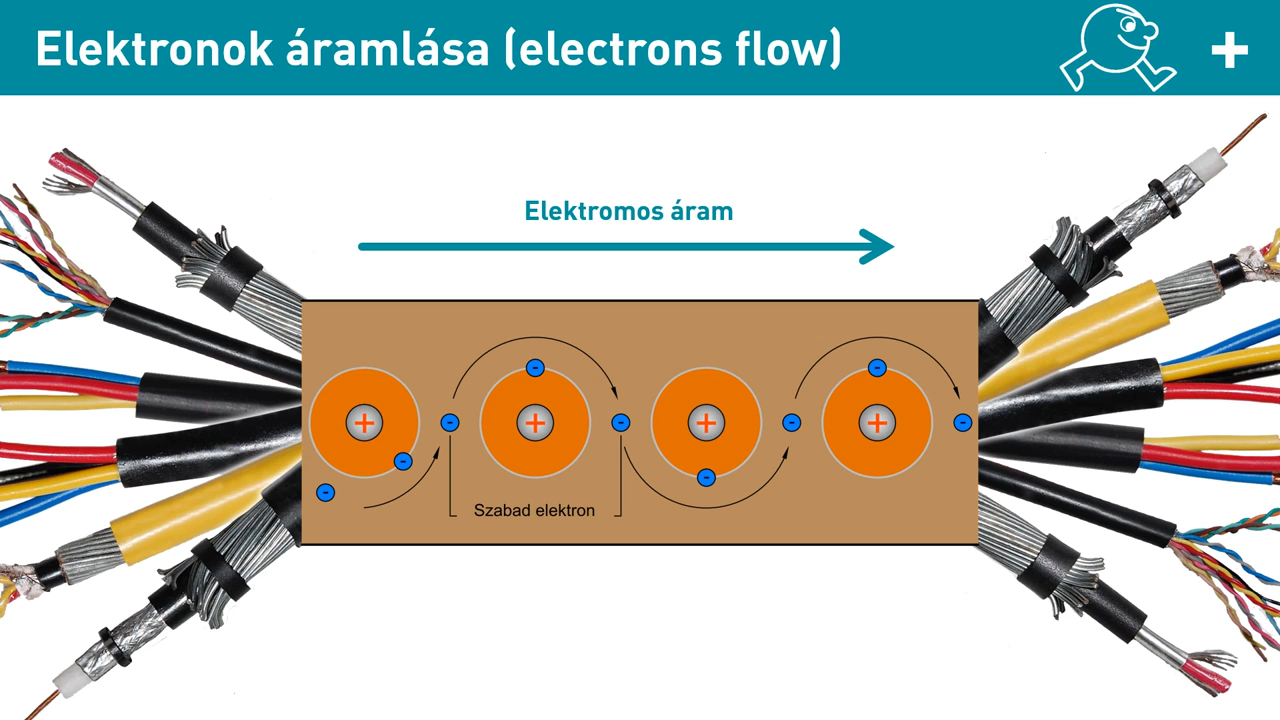 Elektronok áramlása (electrons flow)
+
Elektromos áram
- -
+ - + - + - + -
-
- -
Szabad elektron